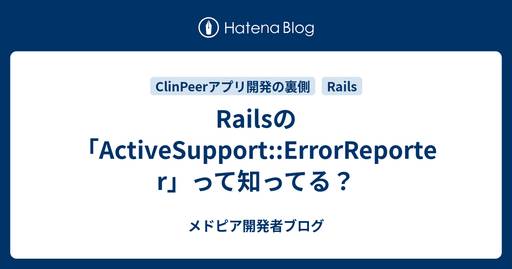 Hatena Blog
ClinPeerアプリ開発の裏側 Rails
Railsの
「ActiveSupport::ErrorReporte
r」って知ってる？
メドピア開発者ブログ